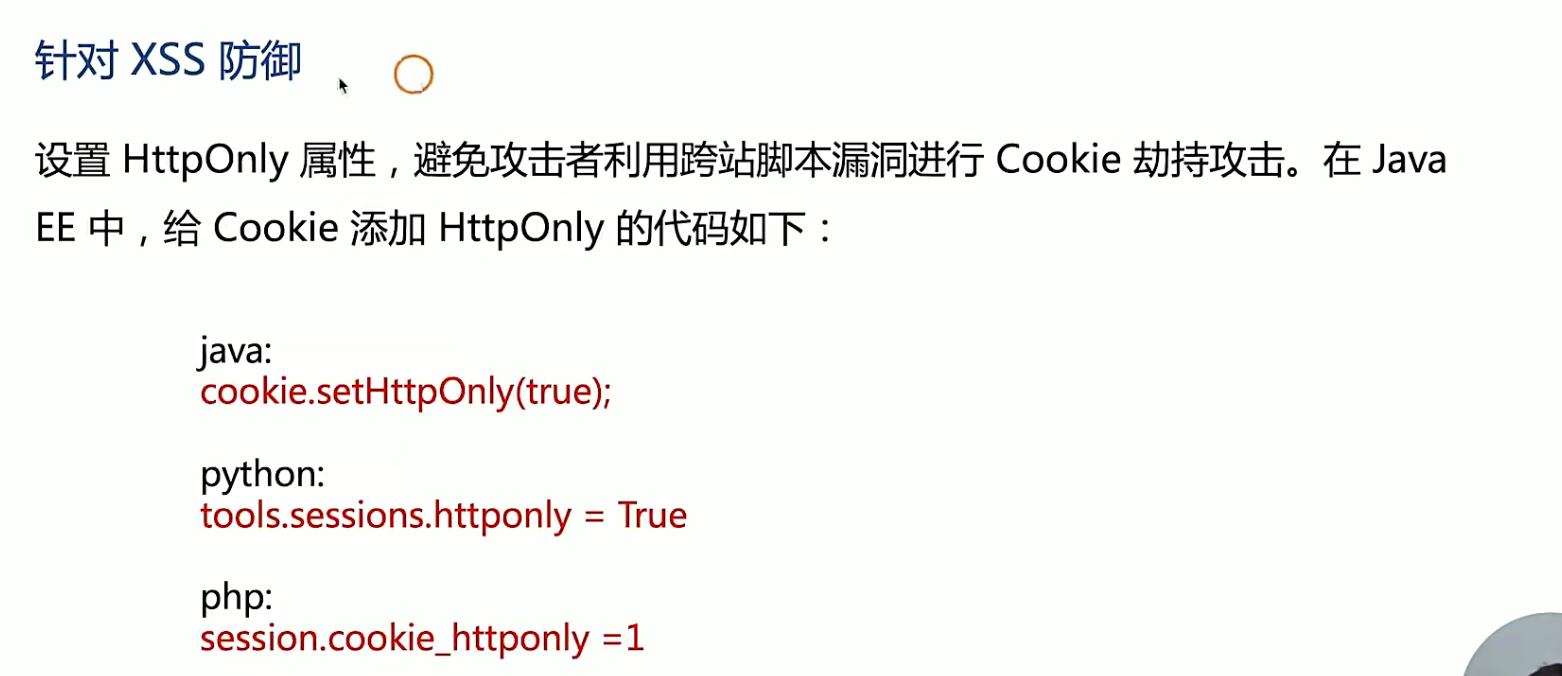 针对 XSS 防御
设置 HttpOnly 属性，避免攻击者利用跨站脚本漏洞进行 Cookie 劫持攻击。在 Java
EE 中，给 Cookie 添加 HttpOnly 的代码如下：
java:
cookie.setHttpOnly(true);
python:
tools.sessions.httponly = True
php:
session.cookie_httponly =1